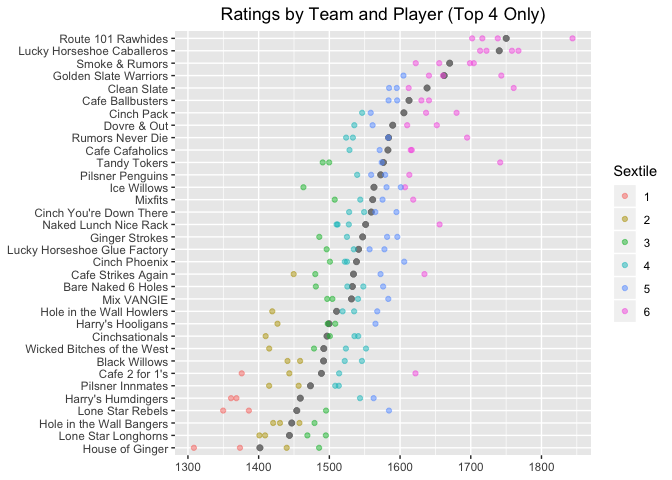 Ratings by Team and Player (Top 4 Only)
Route 101 Rawhides
Lucky Horseshoe Caballeros
Smoke & Rumors
Golden Slate Warriors
Clean Slate
Cafe Ballbusters
Cinch Pack
Dovre & Out
Rumors Never Die
Cafe Cafaholics
Tandy Tokers
Pilsner Penguins
Ice Willows
Mixfits
Cinch You're Down There
Naked Lunch Nice Rack
Ginger Strokes
Lucky Horseshoe Glue Factory
Cinch Phoenix
Cafe Strikes Again
Bare Naked 6 Holes
Mix VANGIE
Hole in the Wall Howlers
Harry's Hooligans
Cinchsationals
Wicked Bitches of the West
Black Willows
Cafe 2 for 1's
Pilsner Innmates
Harry's Humdingers
Lone Star Rebels
Hole in the Wall Bangers
Lone Star Longhorns
House of Ginger
1300 1400 1500 1600 1700 1800
Sextile
1
2
3
4
5
6